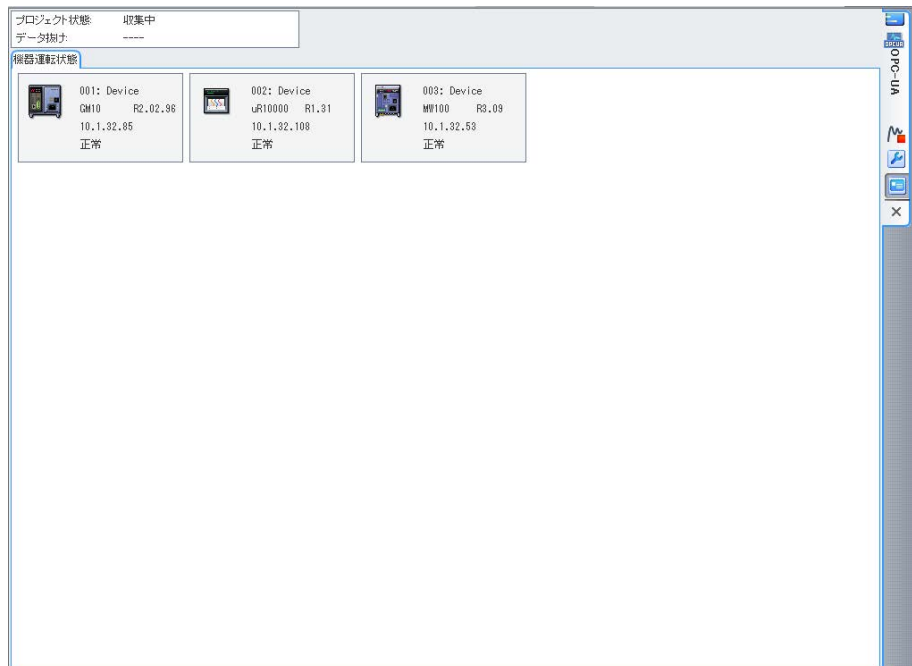 プロジェクト状態: 収集中
データ抜け: ----
機器運転状態
001: Device
GM10 R2.02.96
10.1.32.85
正常
002: Device
uR10000 R1.31
10.1.32.108
正常
003: Device
MW100 R3.09
10.1.32.53
正常
OPCUA
OPC-UA